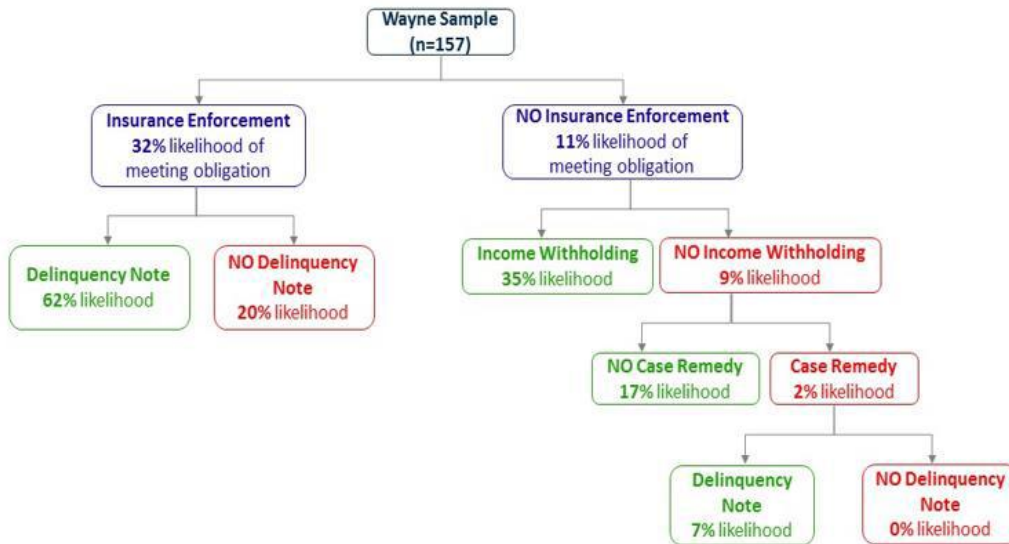 Wayne Sample
(n=157)
Insurance Enforcement
32% likelihood of
meeting obligation
NO Insurance Enforcement
11% likelihood of
meeting obligation
Delinquency Note
62% likelihood
NO Delinquency
Note
20% likelihood
Income Withholding
35% likelihood
NO Income Withholding
9% likelihood
NO Case Remedy
17% likelihood
Case Remedy
2% likelihood
Delinquency
Note
7% likelihood
NO Delinquency
Note
0% likelihood